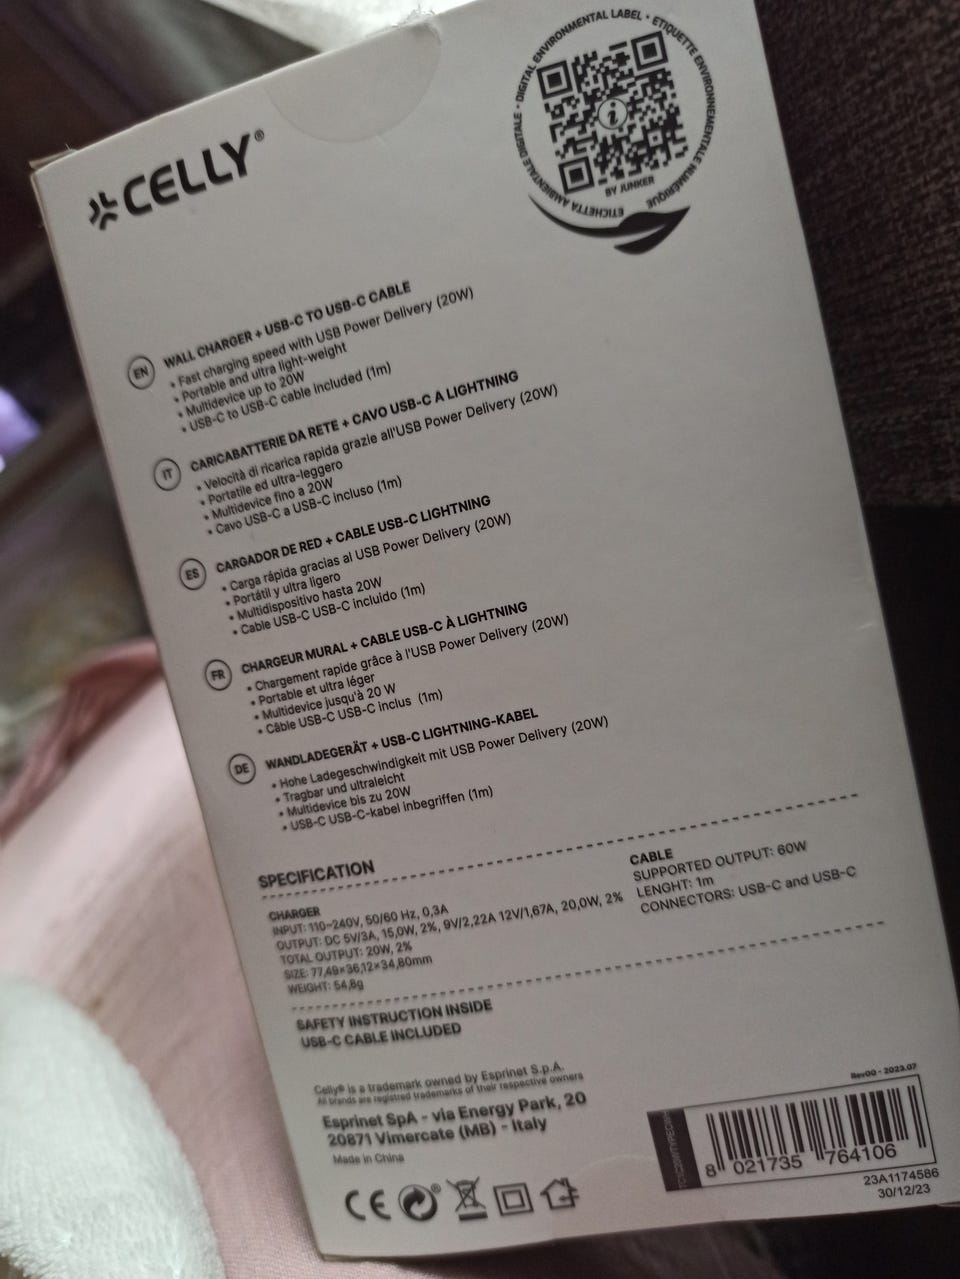 CELLY®
ETICHETTA AMBIENTALE DIGITALE • DIGITAL ENVIRONMENTAL LABEL • ETIQUETTE ENVIRONNEMENTALE NUMÉRIQUE
i
BY JUNKER
EN
WALL CHARGER + USB-C TO USB-C CABLE
• Fast charging speed with USB Power Delivery (20W)
• Portable and ultra light-weight
• Multidevice up to 20W
• USB-C to USB-C cable included (1m)
IT
CARICABATTERIE DA RETE + CAVO USB-C A LIGHTNING
• Velocità di ricarica rapida grazie all'USB Power Delivery (20W)
• Portatile ed ultra-leggero
• Multidevice fino a 20W
• Cavo USB-C a USB-C incluso (1m)
ES
CARGADOR DE RED + CABLE USB-C LIGHTNING
• Carga rápida gracias al USB Power Delivery (20W)
• Portátil y ultra ligero
• Multidispositivo hasta 20W
• Cable USB-C USB-C incluido (1m)
FR
CHARGEUR MURAL + CABLE USB-C À LIGHTNING
• Chargement rapide grâce à l'USB Power Delivery (20W)
• Portable et ultra léger
• Multidevice jusqu'à 20 W
• Câble USB-C USB-C inclus (1m)
DE
WANDLADEGERÄT + USB-C LIGHTNING-KABEL
• Hohe Ladegeschwindigkeit mit USB Power Delivery (20W)
• Tragbar und ultraleicht
• Multidevice bis zu 20W
• USB-C USB-C-kabel inbegriffen (1m)
SPECIFICATION
CHARGER
INPUT: 110-240V, 50/60 Hz, 0,3A
OUTPUT: DC 5V/3A, 15,0W, 2%, 9V/2,22A 12V/1,67A, 20,0W, 2%
TOTAL OUTPUT: 20W, 2%
SIZE: 77,49×36,12×34,80mm
WEIGHT: 54,8g
CABLE
SUPPORTED OUTPUT: 60W
LENGHT: 1m
CONNECTORS: USB-C and USB-C
SAFETY INSTRUCTION INSIDE
USB-C CABLE INCLUDED
Celly® is a trademark owned by Esprinet S.p.A.
All brands are registred trademarks of their respective owners
Esprinet SpA - via Energy Park, 20
20871 Vimercate (MB) - Italy
Made in China
CE
Rev00 - 2023.07
8 021735 764106
23A1174586
30/12/23